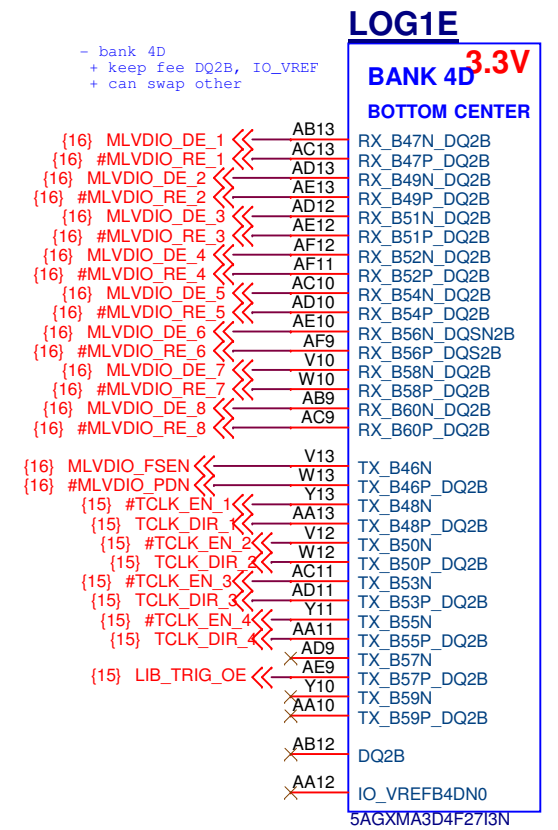 LOG1E
- bank 4D
+ keep fee DQ2B, IO_VREF
+ can swap other
3.3V
BANK 4D
BOTTOM CENTER
{16} MLVDIO_DE_1 AB13 RX_B47N_DQ2B
{16} #MLVDIO_RE_1 AC13 RX_B47P_DQ2B
{16} MLVDIO_DE_2 AD13 RX_B49N_DQ2B
{16} #MLVDIO_RE_2 AE13 RX_B49P_DQ2B
{16} MLVDIO_DE_3 AD12 RX_B51N_DQ2B
{16} #MLVDIO_RE_3 AE12 RX_B51P_DQ2B
{16} MLVDIO_DE_4 AF12 RX_B52N_DQ2B
{16} #MLVDIO_RE_4 AF11 RX_B52P_DQ2B
{16} MLVDIO_DE_5 AC10 RX_B54N_DQ2B
{16} #MLVDIO_RE_5 AD10 RX_B54P_DQ2B
{16} MLVDIO_DE_6 AE10 RX_B56N_DQSN2B
{16} #MLVDIO_RE_6 AF9 RX_B56P_DQS2B
{16} MLVDIO_DE_7 V10 RX_B58N_DQ2B
{16} #MLVDIO_RE_7 W10 RX_B58P_DQ2B
{16} MLVDIO_DE_8 AB9 RX_B60N_DQ2B
{16} #MLVDIO_RE_8 AC9 RX_B60P_DQ2B
{16} MLVDIO_FSEN V13 TX_B46N
{16} #MLVDIO_PDN W13 TX_B46P_DQ2B
{15} #TCLK_EN_1 Y13 TX_B48N
{15} TCLK_DIR_1 AA13 TX_B48P_DQ2B
{15} #TCLK_EN_2 V12 TX_B50N
{15} TCLK_DIR_2 W12 TX_B50P_DQ2B
{15} #TCLK_EN_3 AC11 TX_B53N
{15} TCLK_DIR_3 AD11 TX_B53P_DQ2B
{15} #TCLK_EN_4 Y11 TX_B55N
{15} TCLK_DIR_4 AA11 TX_B55P_DQ2B
AD9 TX_B57N
{15} LIB_TRIG_OE AE9 TX_B57P_DQ2B
Y10 TX_B59N
AA10 TX_B59P_DQ2B
AB12 DQ2B
AA12 IO_VREFB4DN0
5AGXMA3D4F27I3N